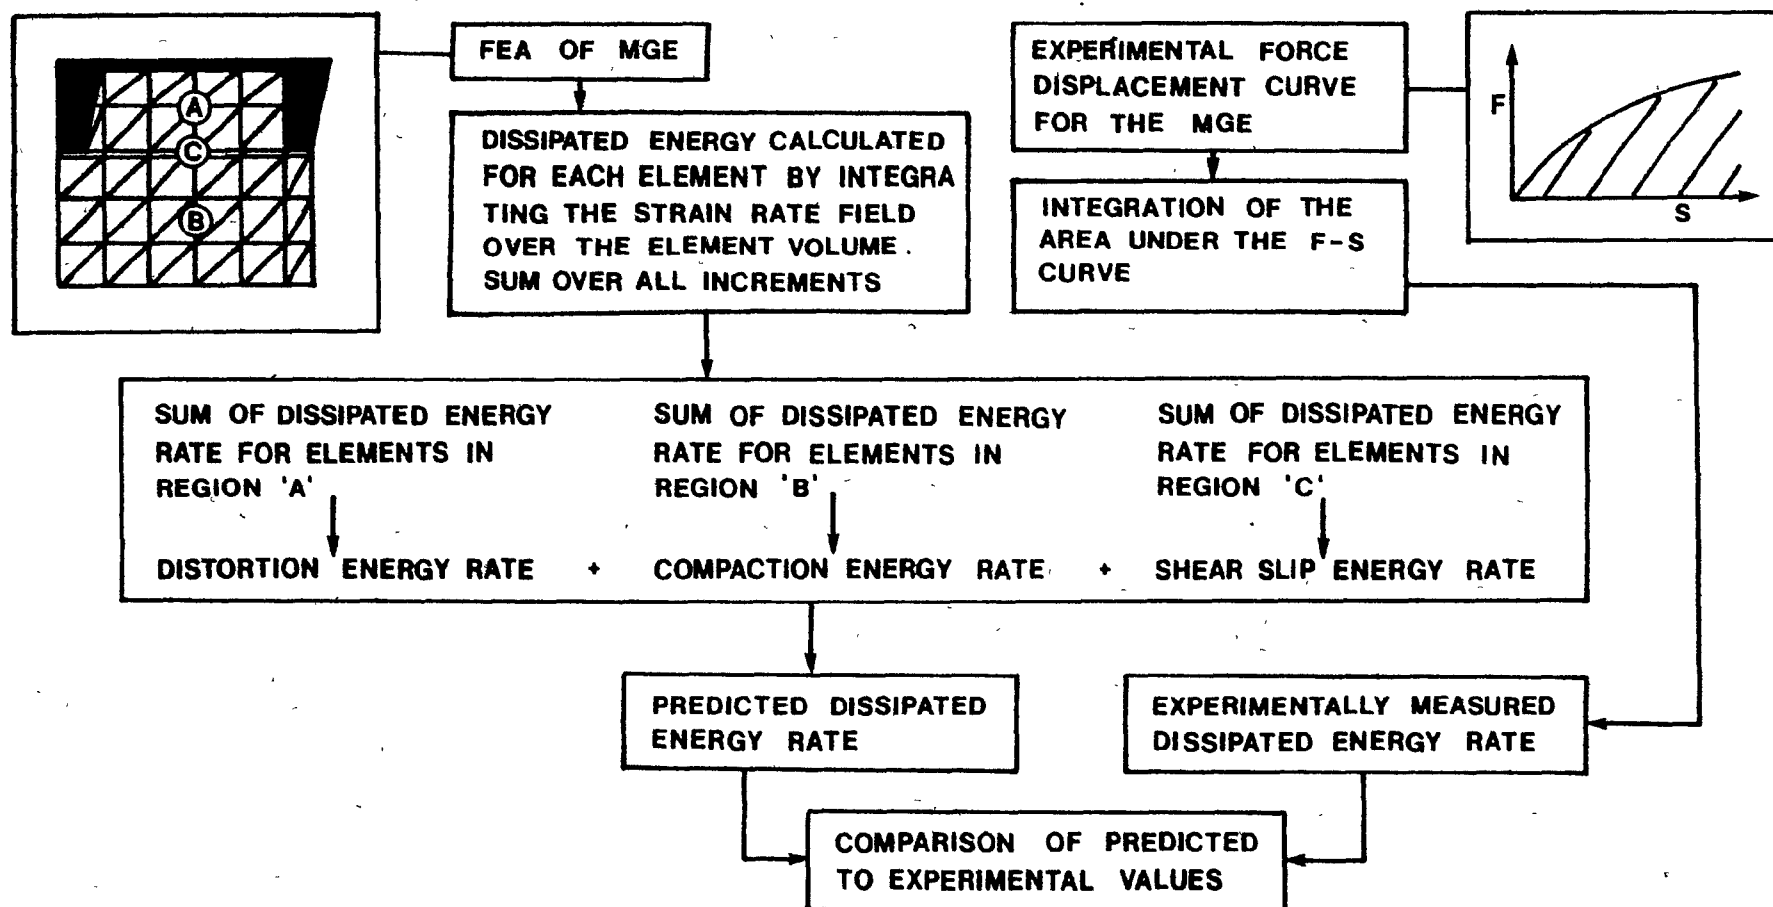 A
C
B
FEA OF MGE
DISSIPATED ENERGY CALCULATED
FOR EACH ELEMENT BY INTEGRA
TING THE STRAIN RATE FIELD
OVER THE ELEMENT VOLUME.
SUM OVER ALL INCREMENTS
EXPERIMENTAL FORCE
DISPLACEMENT CURVE
FOR THE MGE
INTEGRATION OF THE
AREA UNDER THE F-S
CURVE
F
S
SUM OF DISSIPATED ENERGY
RATE FOR ELEMENTS IN
REGION 'A'
DISTORTION ENERGY RATE
+
SUM OF DISSIPATED ENERGY
RATE FOR ELEMENTS IN
REGION 'B'
COMPACTION ENERGY RATE
+
SUM OF DISSIPATED ENERGY
RATE FOR ELEMENTS IN
REGION 'C'
SHEAR SLIP ENERGY RATE
PREDICTED DISSIPATED
ENERGY RATE
EXPERIMENTALLY MEASURED
DISSIPATED ENERGY RATE
COMPARISON OF PREDICTED
TO EXPERIMENTAL VALUES